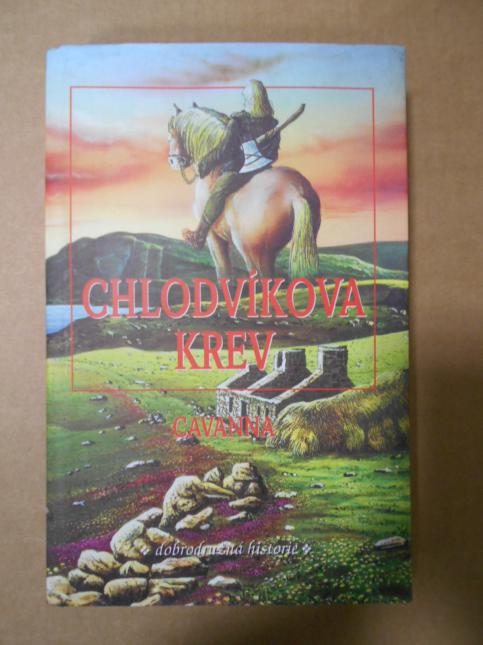 CHLODVÍKOVA
KREV
CAVANNA
dobrodružná historie